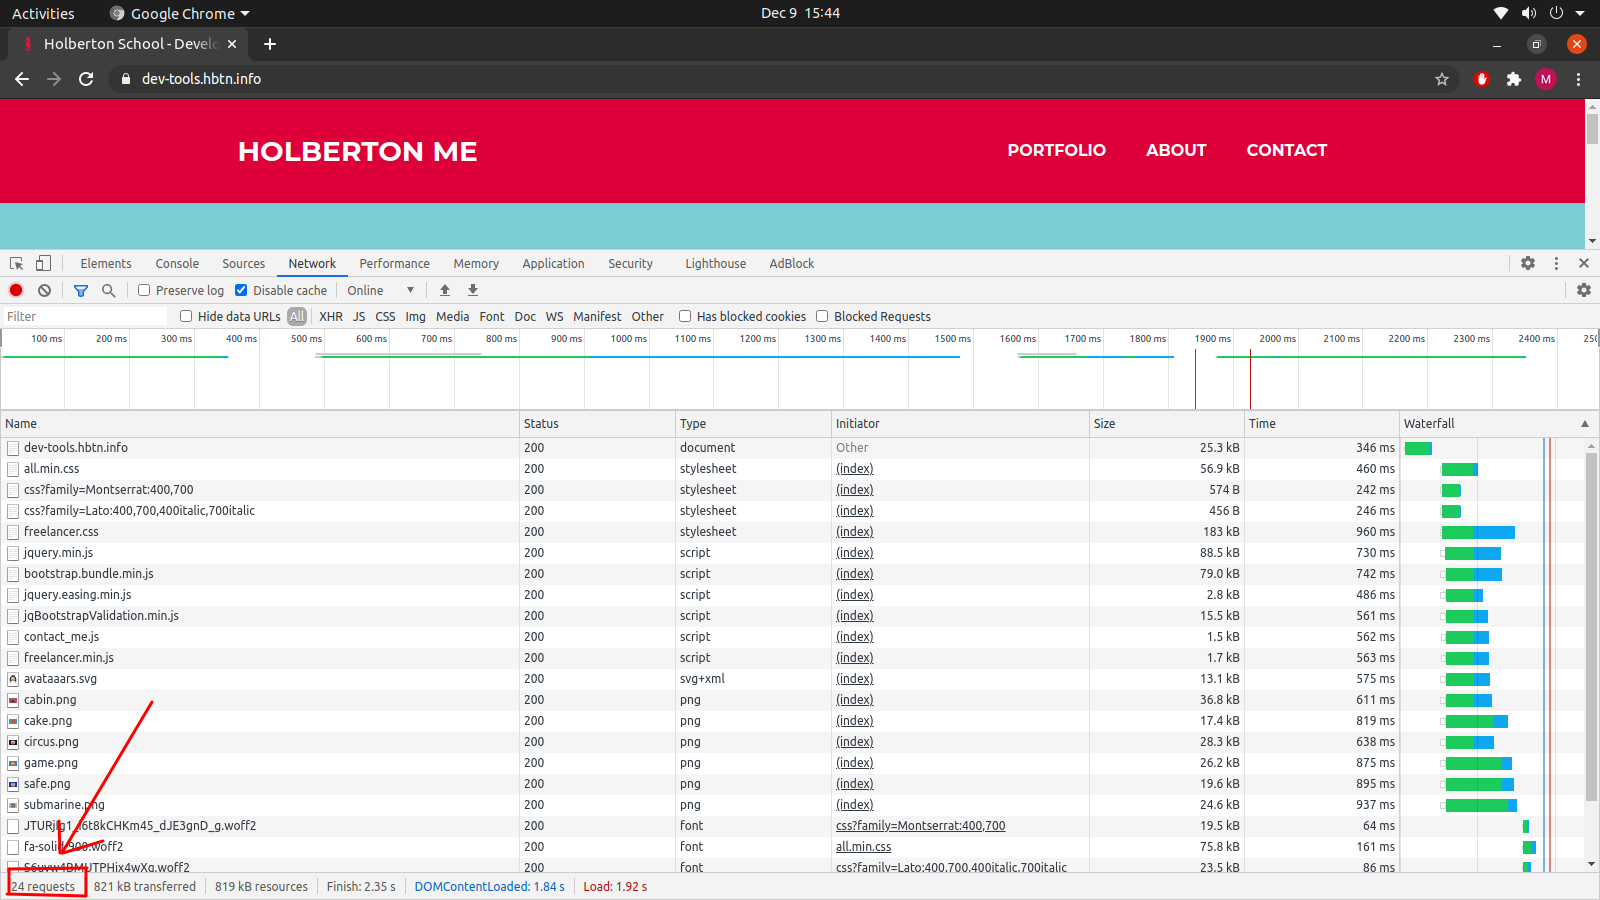 Activities Google Chrome Dec 9 15:44
Holberton School - Develo
dev-tools.hbtn.info M
HOLBERTON ME PORTFOLIO ABOUT CONTACT
Elements Console Sources Network Performance Memory Application Security Lighthouse AdBlock
Preserve log Disable cache Online
Filter Hide data URLs All XHR JS CSS Img Media Font Doc WS Manifest Other Has blocked cookies Blocked Requests
100 ms 200 ms 300 ms 400 ms 500 ms 600 ms 700 ms 800 ms 900 ms 1000 ms 1100 ms 1200 ms 1300 ms 1400 ms 1500 ms 1600 ms 1700 ms 1800 ms 1900 ms 2000 ms 2100 ms 2200 ms 2300 ms 2400 ms
Name Status Type Initiator Size Time Waterfall
dev-tools.hbtn.info 200 document Other 25.3 kB 346 ms
all.min.css 200 stylesheet (index) 56.9 kB 460 ms
css?family=Montserrat:400,700 200 stylesheet (index) 574 B 242 ms
css?family=Lato:400,700,400italic,700italic 200 stylesheet (index) 456 B 246 ms
freelancer.css 200 stylesheet (index) 183 kB 960 ms
jquery.min.js 200 script (index) 88.5 kB 730 ms
bootstrap.bundle.min.js 200 script (index) 79.0 kB 742 ms
jquery.easing.min.js 200 script (index) 2.8 kB 486 ms
jqBootstrapValidation.min.js 200 script (index) 15.5 kB 561 ms
contact_me.js 200 script (index) 1.5 kB 562 ms
freelancer.min.js 200 script (index) 1.7 kB 563 ms
avataaars.svg 200 svg+xml (index) 13.1 kB 575 ms
cabin.png 200 png (index) 36.8 kB 611 ms
cake.png 200 png (index) 17.4 kB 819 ms
circus.png 200 png (index) 28.3 kB 638 ms
game.png 200 png (index) 26.2 kB 875 ms
safe.png 200 png (index) 19.6 kB 895 ms
submarine.png 200 png (index) 24.6 kB 937 ms
200 font css?family=Montserrat:400,700 19.5 kB 64 ms
fa-solid-900.woff2 200 font all.min.css 75.8 kB 161 ms
200 font css?family=Lato:400,700,400italic,700italic 23.5 kB 86 ms
24 requests 821 kB transferred 819 kB resources Finish: 2.35 s DOMContentLoaded: 1.84 s Load: 1.92 s